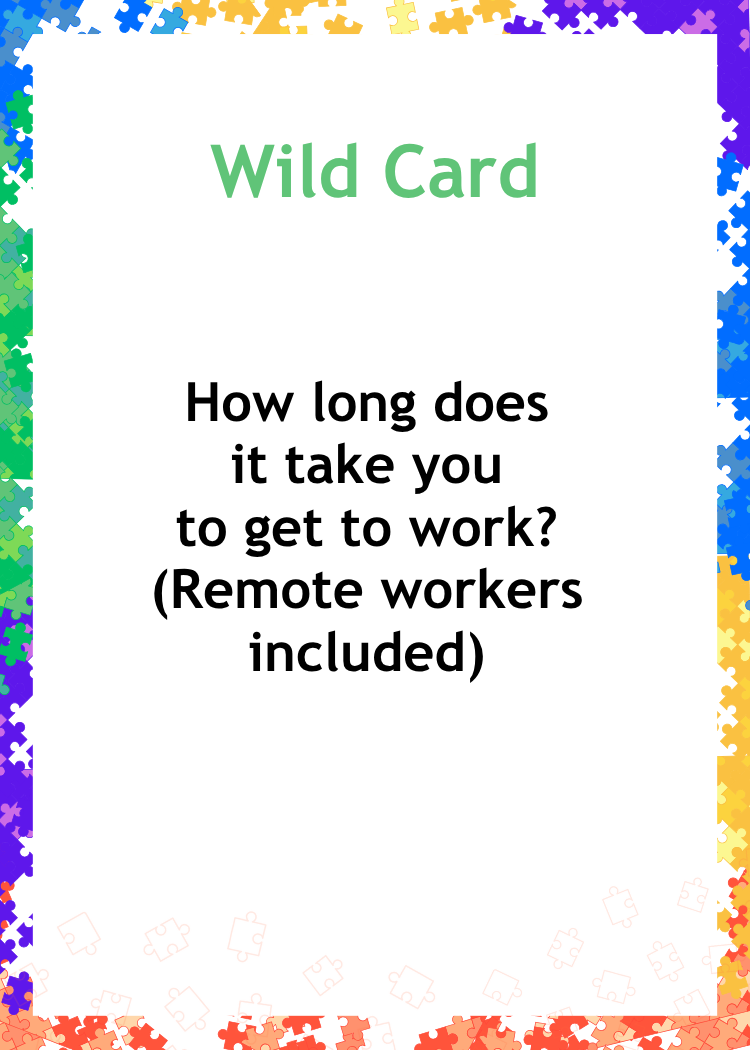 Wild Card
How long does
it take you
to get to work?
(Remote workers
included)